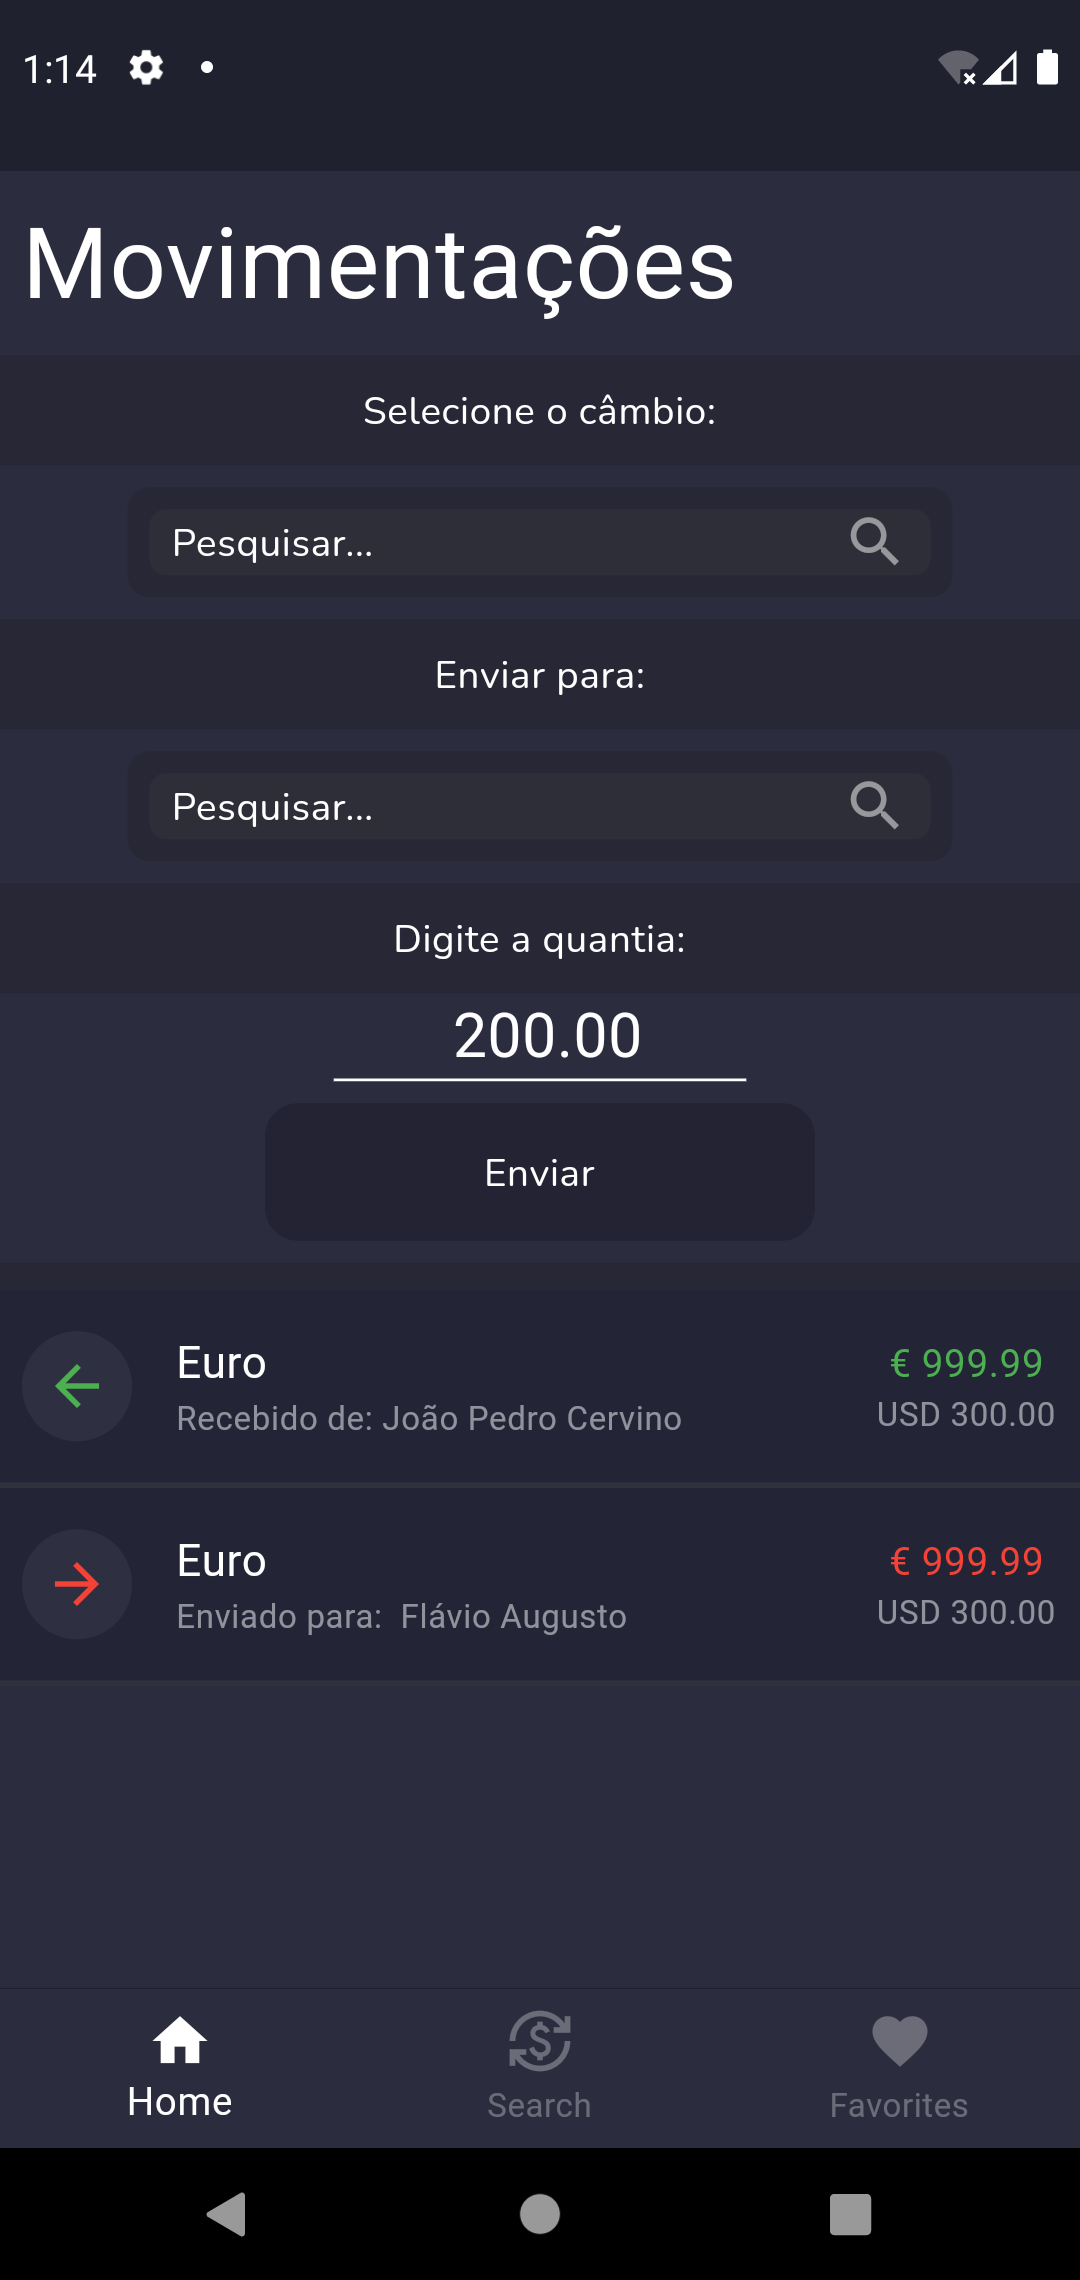 1:14
Movimentações
Selecione o câmbio:
Pesquisar...
Enviar para:
Pesquisar...
Digite a quantia:
200.00
Enviar
Euro
€ 999.99
Recebido de: João Pedro Cervino
USD 300.00
Euro
€ 999.99
Enviado para:  Flávio Augusto
USD 300.00
Home
Search
Favorites